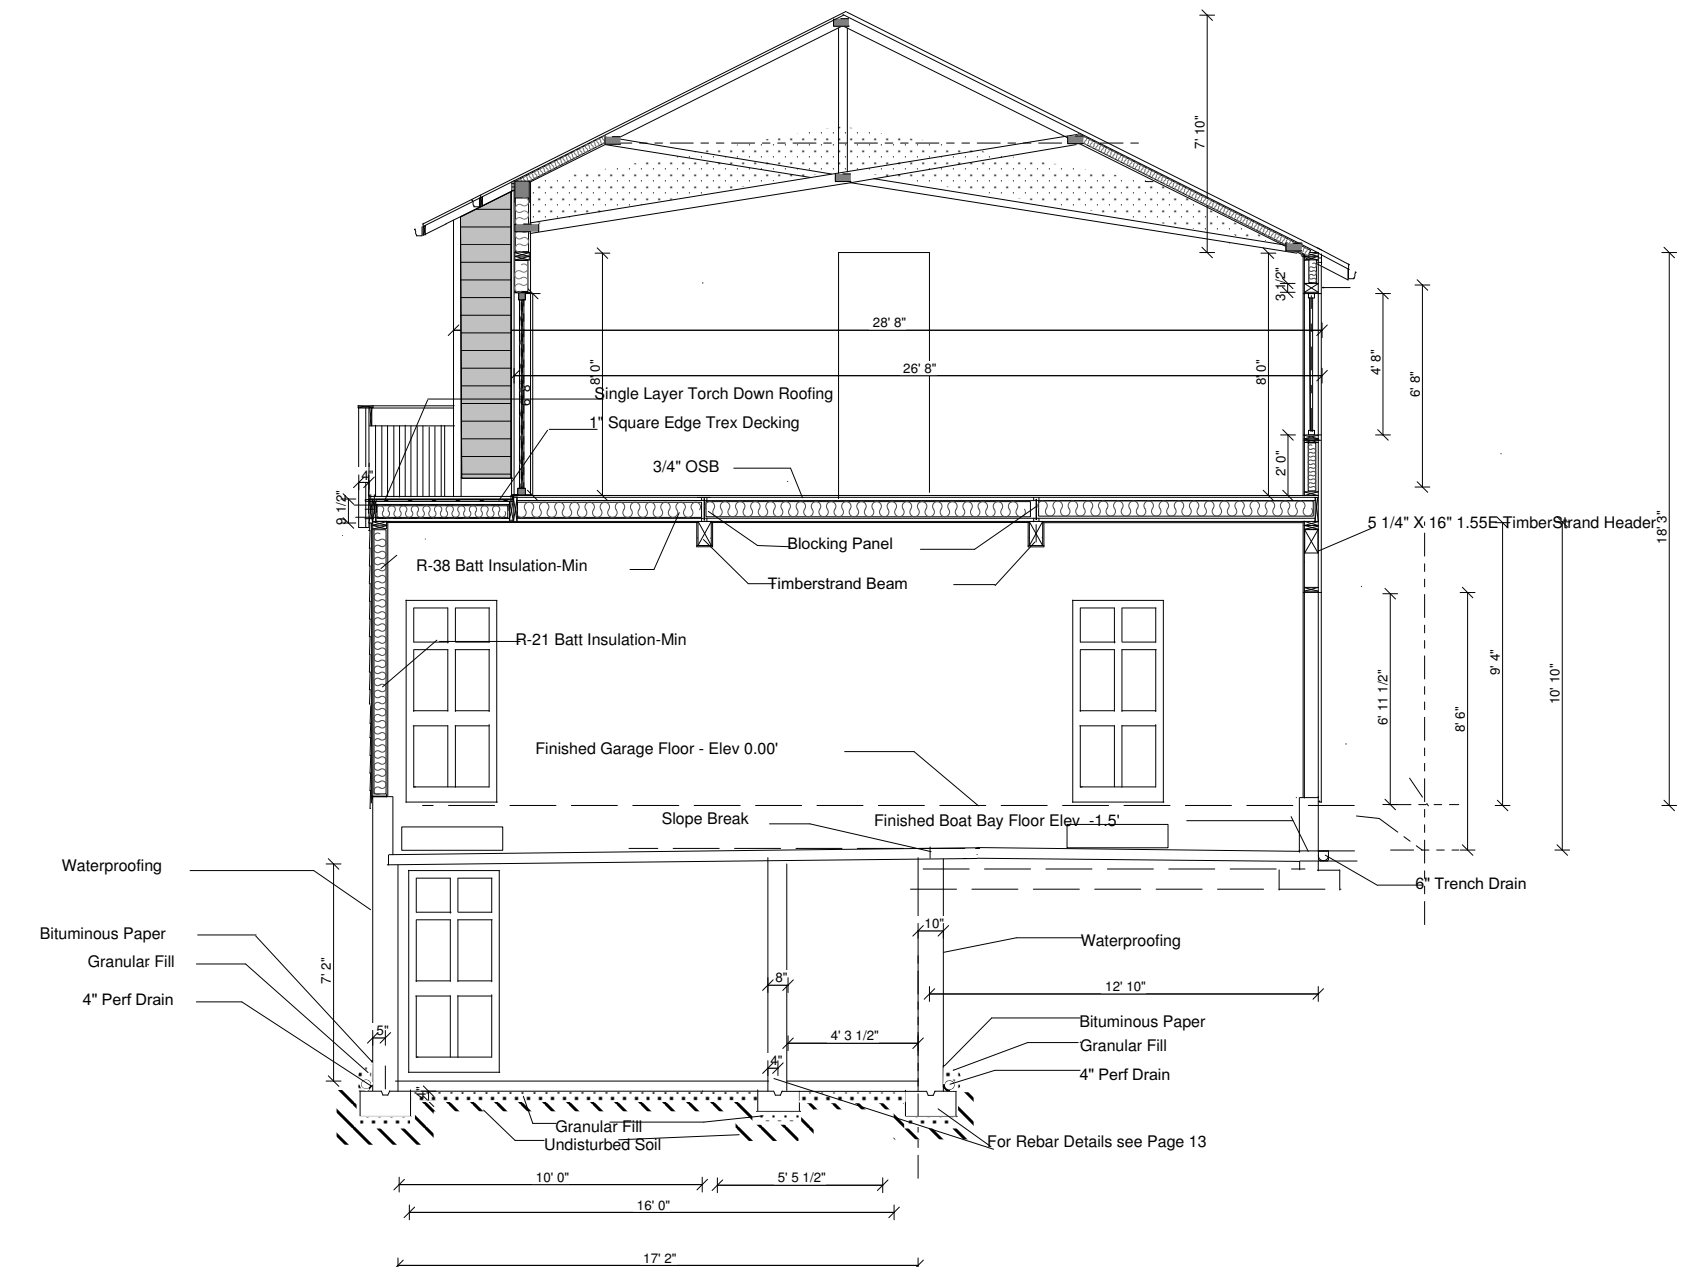 7' 10"
3 1/2"
28' 8"
26' 8"
8' 0"
8' 0"
4' 8"
6' 8"
Single Layer Torch Down Roofing
1" Square Edge Trex Decking
3/4" OSB
2' 0"
4"
9 1/2"
5 1/4" X 16" 1.55E TimberStrand Header
18' 3"
Blocking Panel
R-38 Batt Insulation-Min
Timberstrand Beam
R-21 Batt Insulation-Min
6' 11 1/2"
8' 6"
9' 4"
10' 10"
Finished Garage Floor - Elev 0.00'
Slope Break
Finished Boat Bay Floor Elev -1.5'
Waterproofing
6" Trench Drain
Bituminous Paper
Granular Fill
4" Perf Drain
7' 2"
10"
Waterproofing
8"
12' 10"
5"
4' 3 1/2"
4"
Bituminous Paper
Granular Fill
4" Perf Drain
Granular Fill
Undisturbed Soil
For Rebar Details see Page 13
10' 0"
5' 5 1/2"
16' 0"
17' 2"